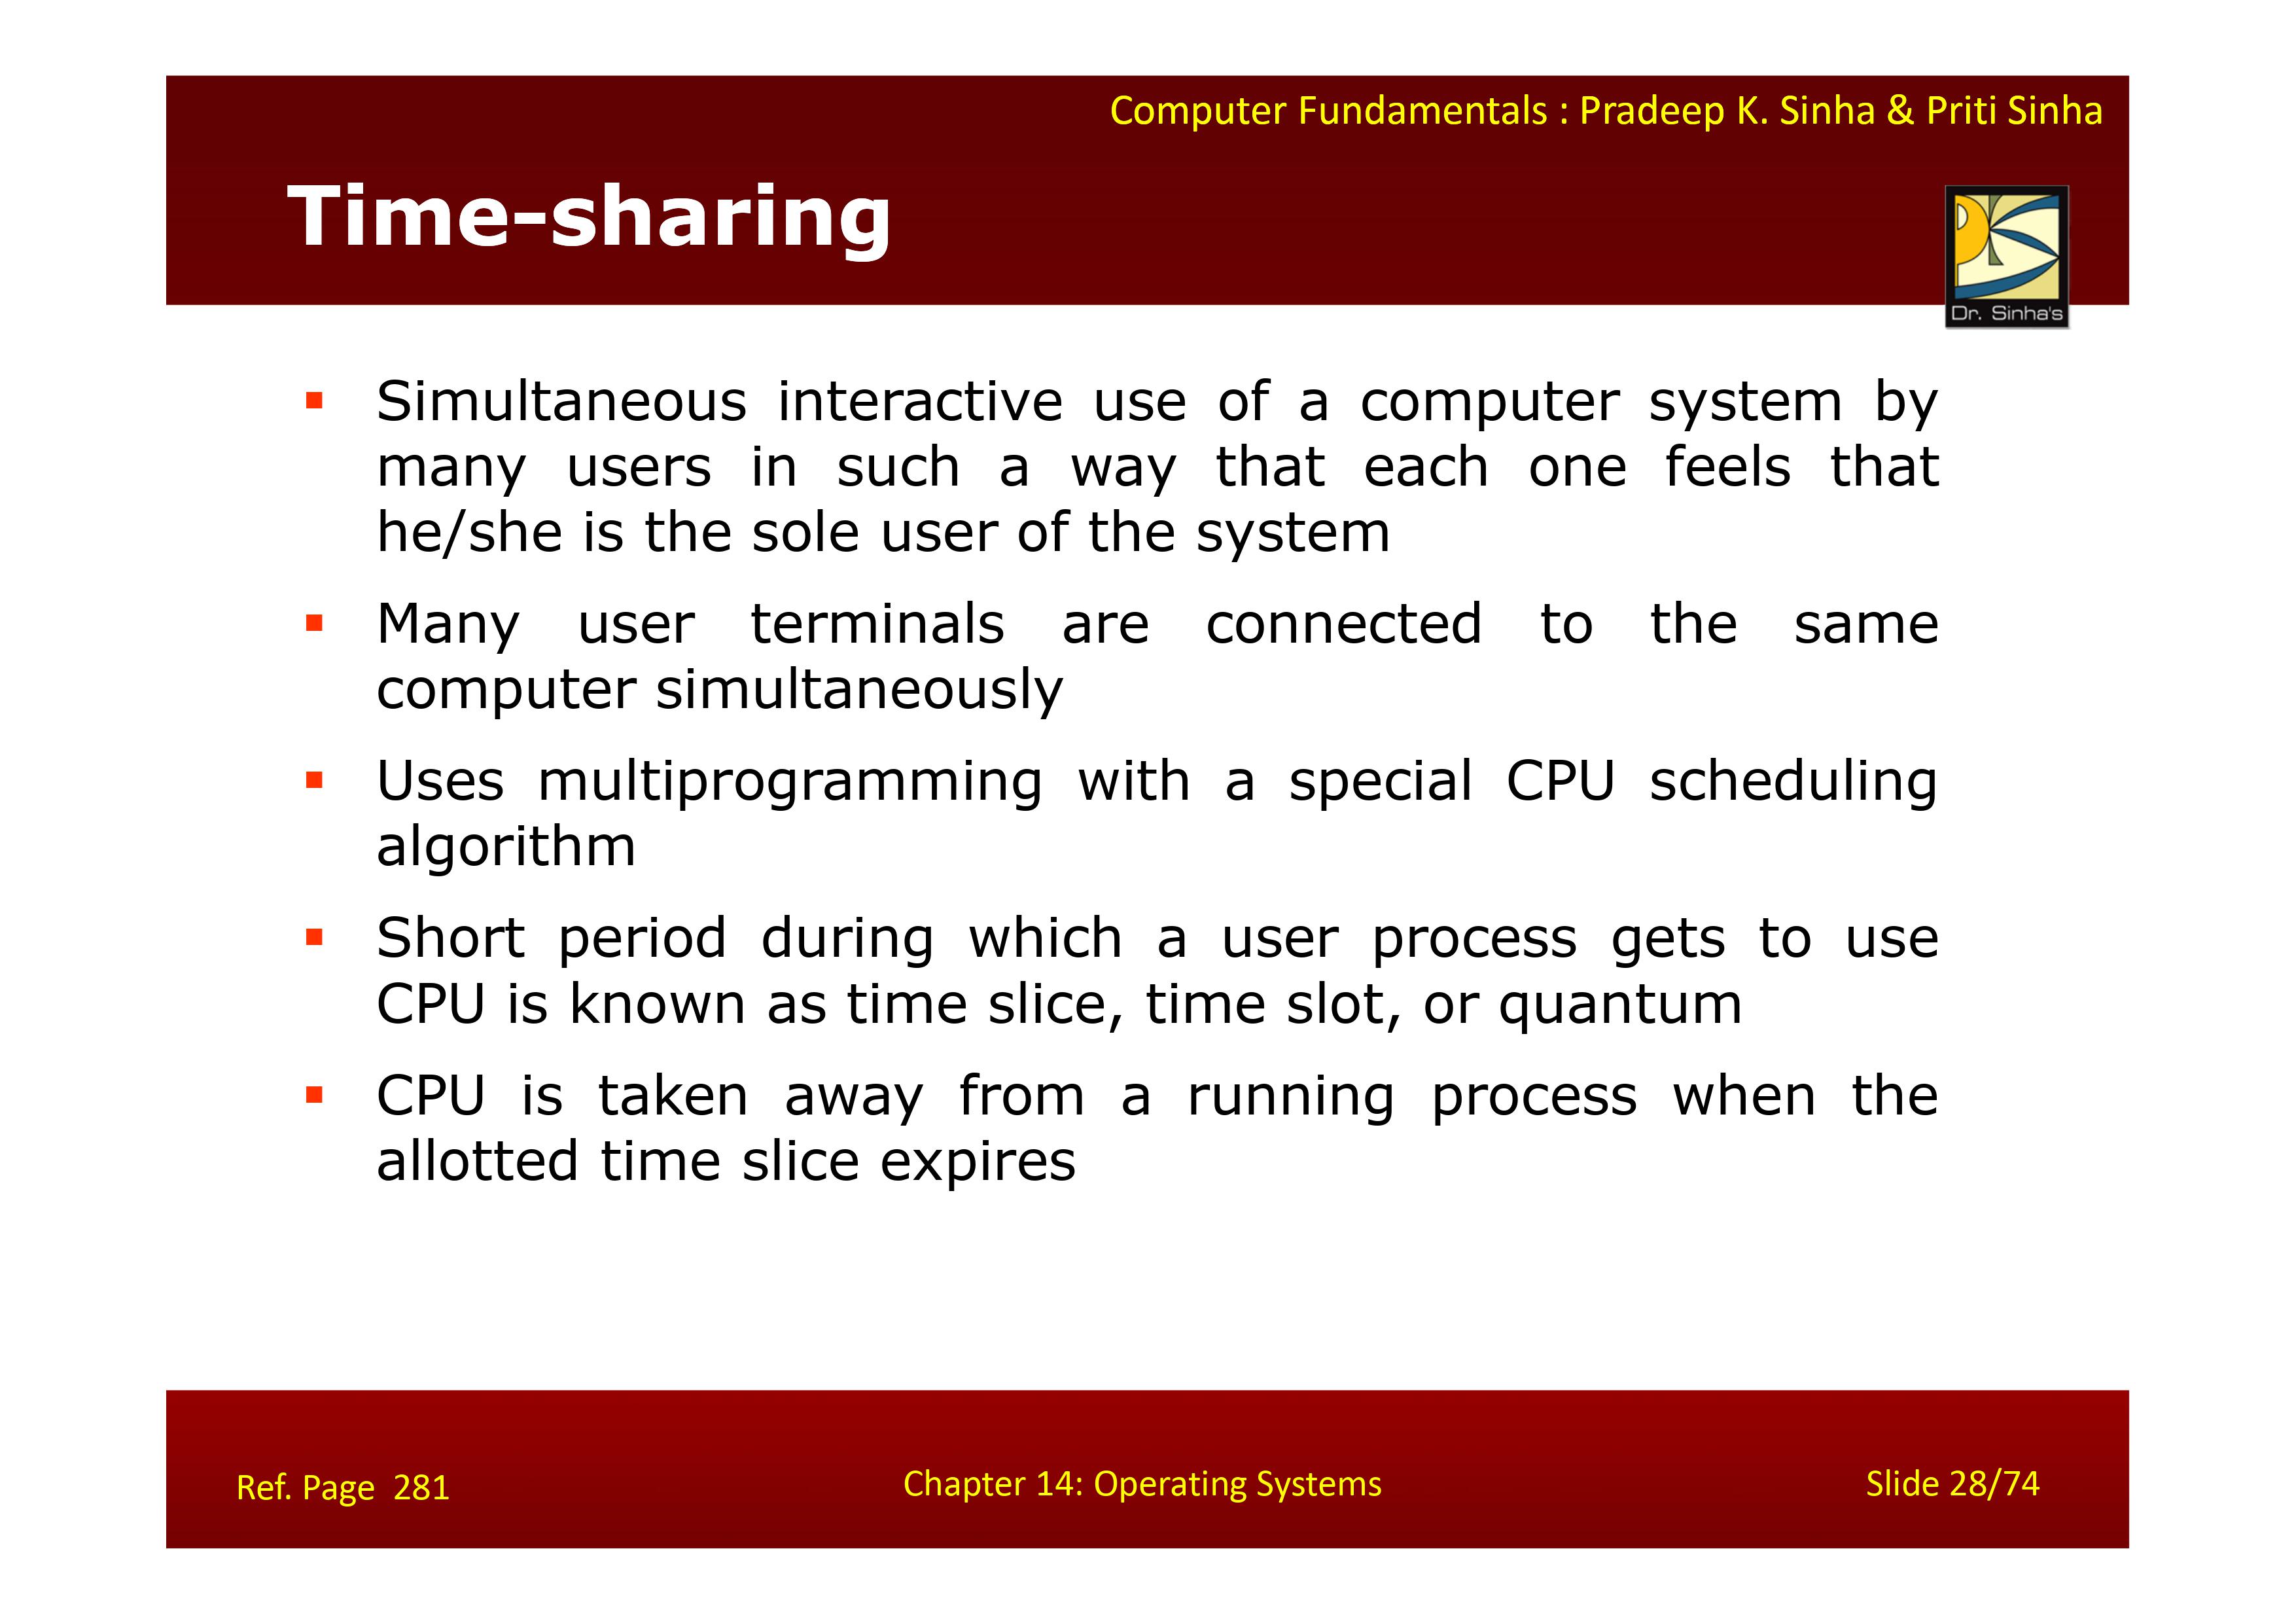 Computer Fundamentals : Pradeep K. Sinha & Priti Sinha
Time-sharing
Dr. Sinha's
▪ Simultaneous interactive use of a computer system by
many users in such a way that each one feels that
he/she is the sole user of the system
▪ Many user terminals are connected to the same
computer simultaneously
▪ Uses multiprogramming with a special CPU scheduling
algorithm
▪ Short period during which a user process gets to use
CPU is known as time slice, time slot, or quantum
▪ CPU is taken away from a running process when the
allotted time slice expires
Ref. Page 281
Chapter 14: Operating Systems
Slide 28/74